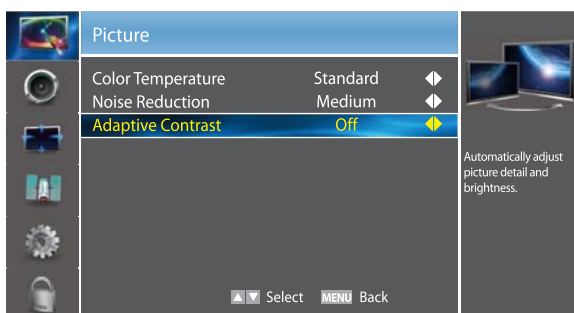 Picture
Color Temperature Standard
Noise Reduction Medium
Adaptive Contrast Off
Automatically adjust
picture detail and
brightness.
Select MENU Back